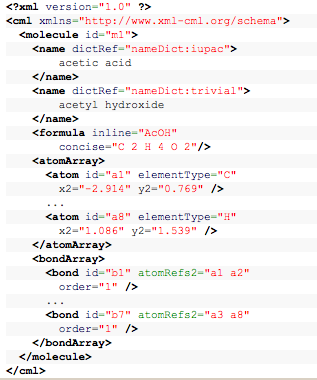 <?xml version="1.0" ?>
<cml xmlns="http://www.xml-cml.org/schema">
<molecule id="m1">
<name dictRef="nameDict:iupac">
acetic acid
</name>
<name dictRef="nameDict:trivial">
acetyl hydroxide
</name>
<formula inline="AcOH"
concise="C 2 H 4 O 2"/>
<atomArray>
<atom id="a1" elementType="C"
x2="-2.914" y2="0.769" />
...
<atom id="a8" elementType="H"
x2="1.086" y2="1.539" />
</atomArray>
<bondArray>
<bond id="b1" atomRefs2="a1 a2"
order="1" />
...
<bond id="b7" atomRefs2="a3 a8"
order="1" />
</bondArray>
</molecule>
</cml>